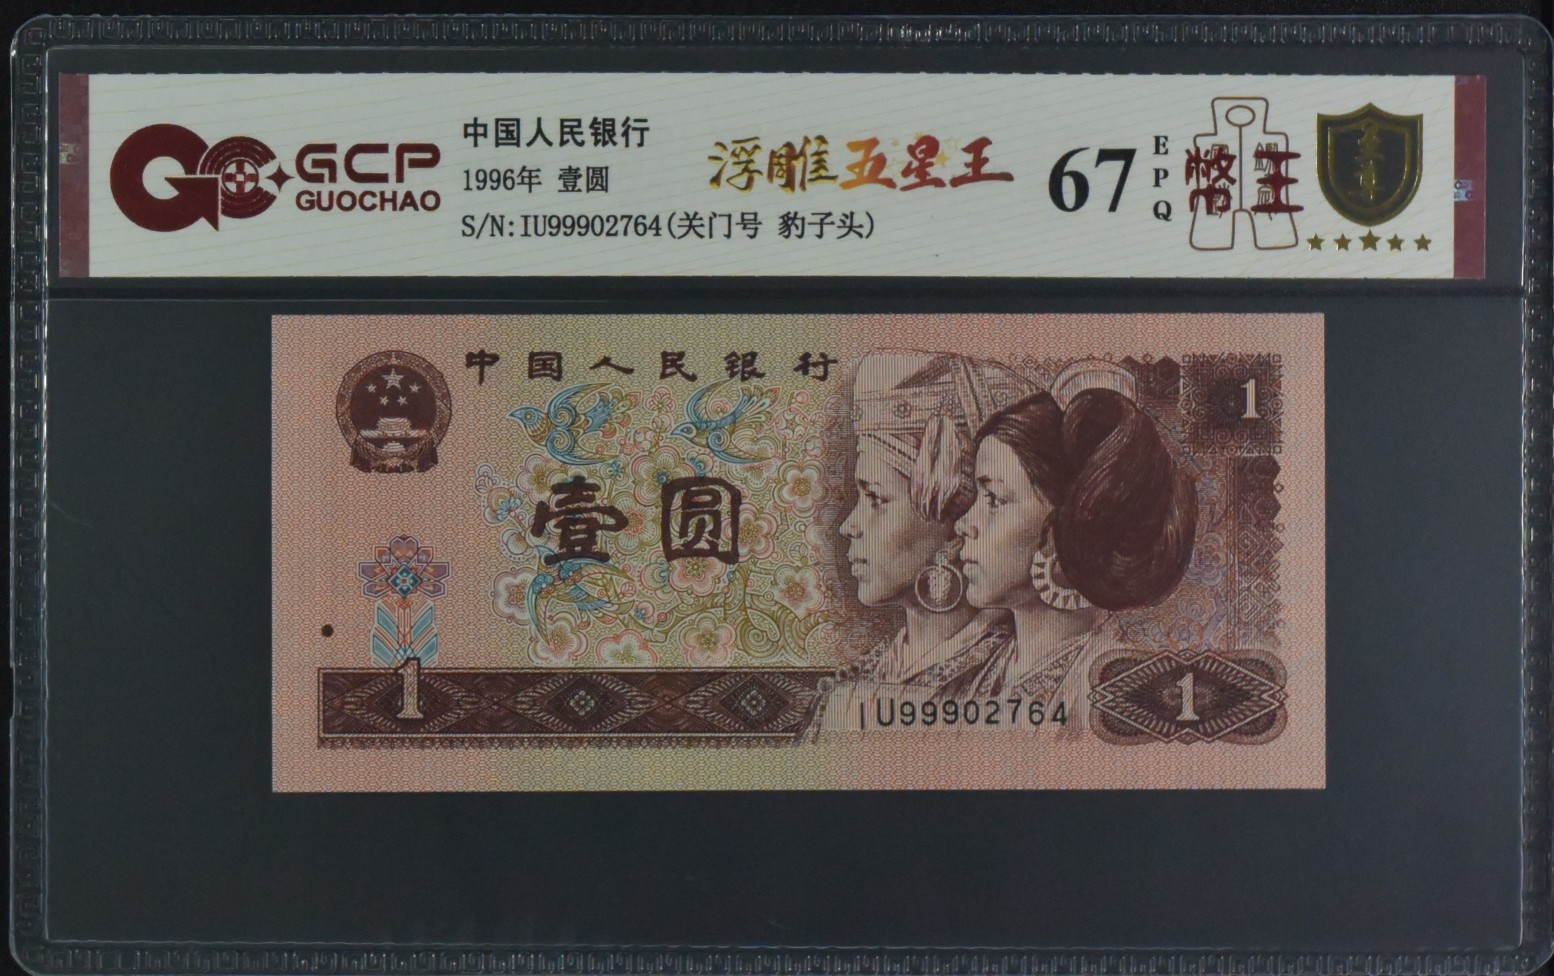 GCP
GUOCHAO
中国人民银行
1996年 壹圆
S/N:IU99902764(关门号 豹子头)
浮雕五星王
67
EPQ
中国人民银行
1
壹圆
1
IU99902764
1